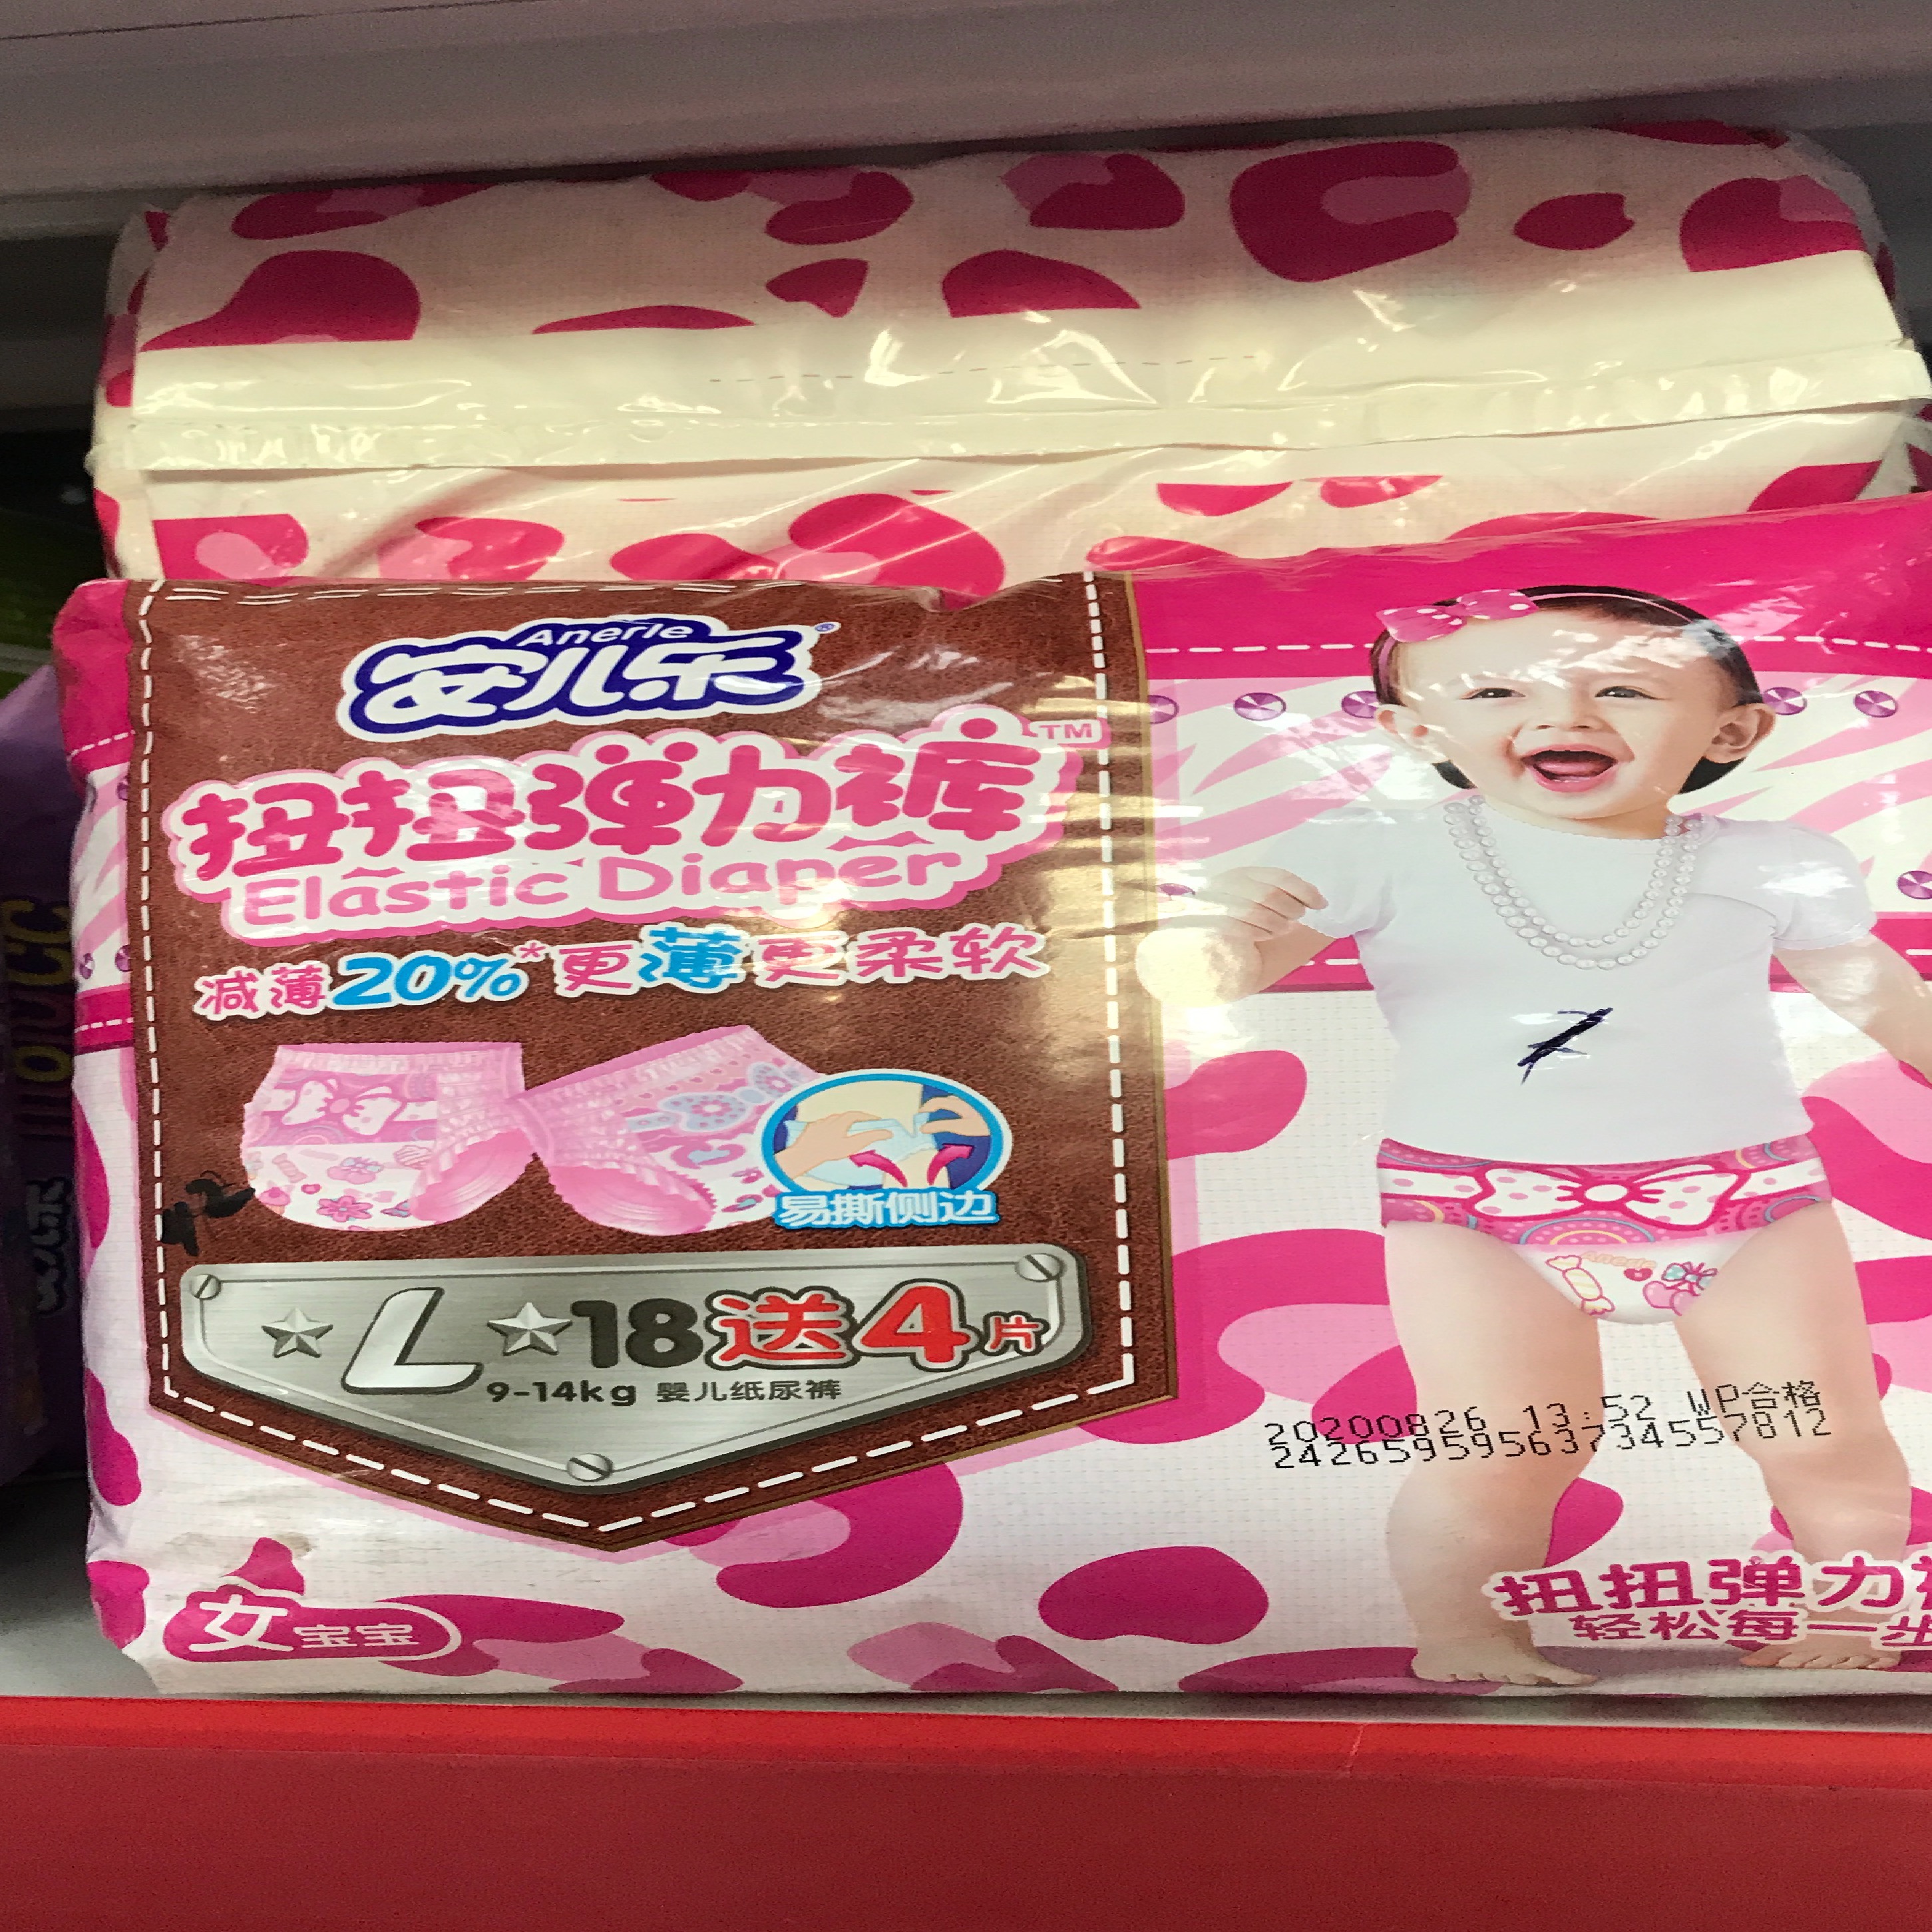 Anerle
安儿乐®
扭扭弹力裤™
Elastic Diaper
减薄20%*更薄更柔软
易撕侧边
L 18送4片
9-14kg 婴儿纸尿裤
20200826 13:52 WP合格
24265959563734557812
女宝宝
扭扭弹力
轻松每一步